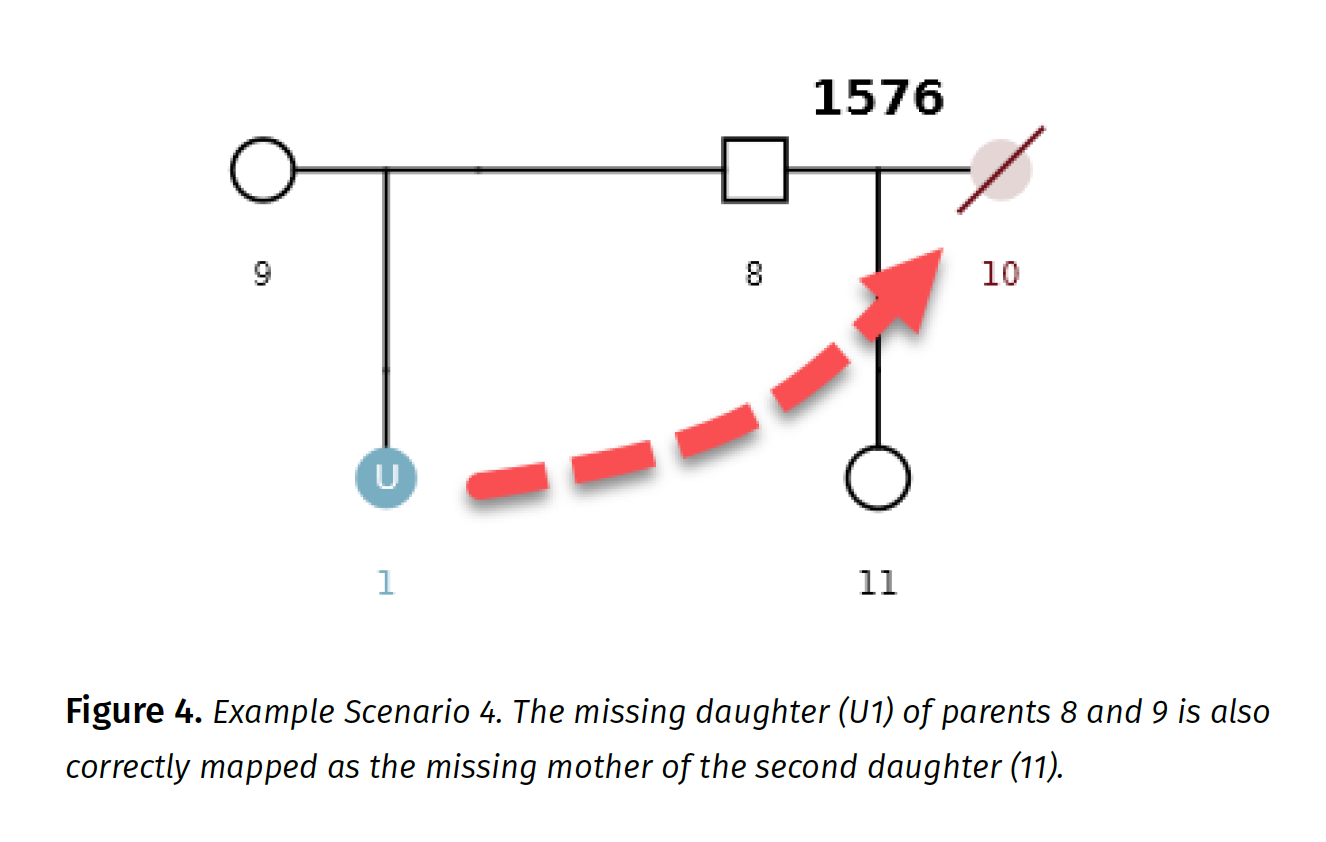 1576
9
8
10
U
1
11
Figure 4. Example Scenario 4. The missing daughter (U1) of parents 8 and 9 is also
correctly mapped as the missing mother of the second daughter (11).